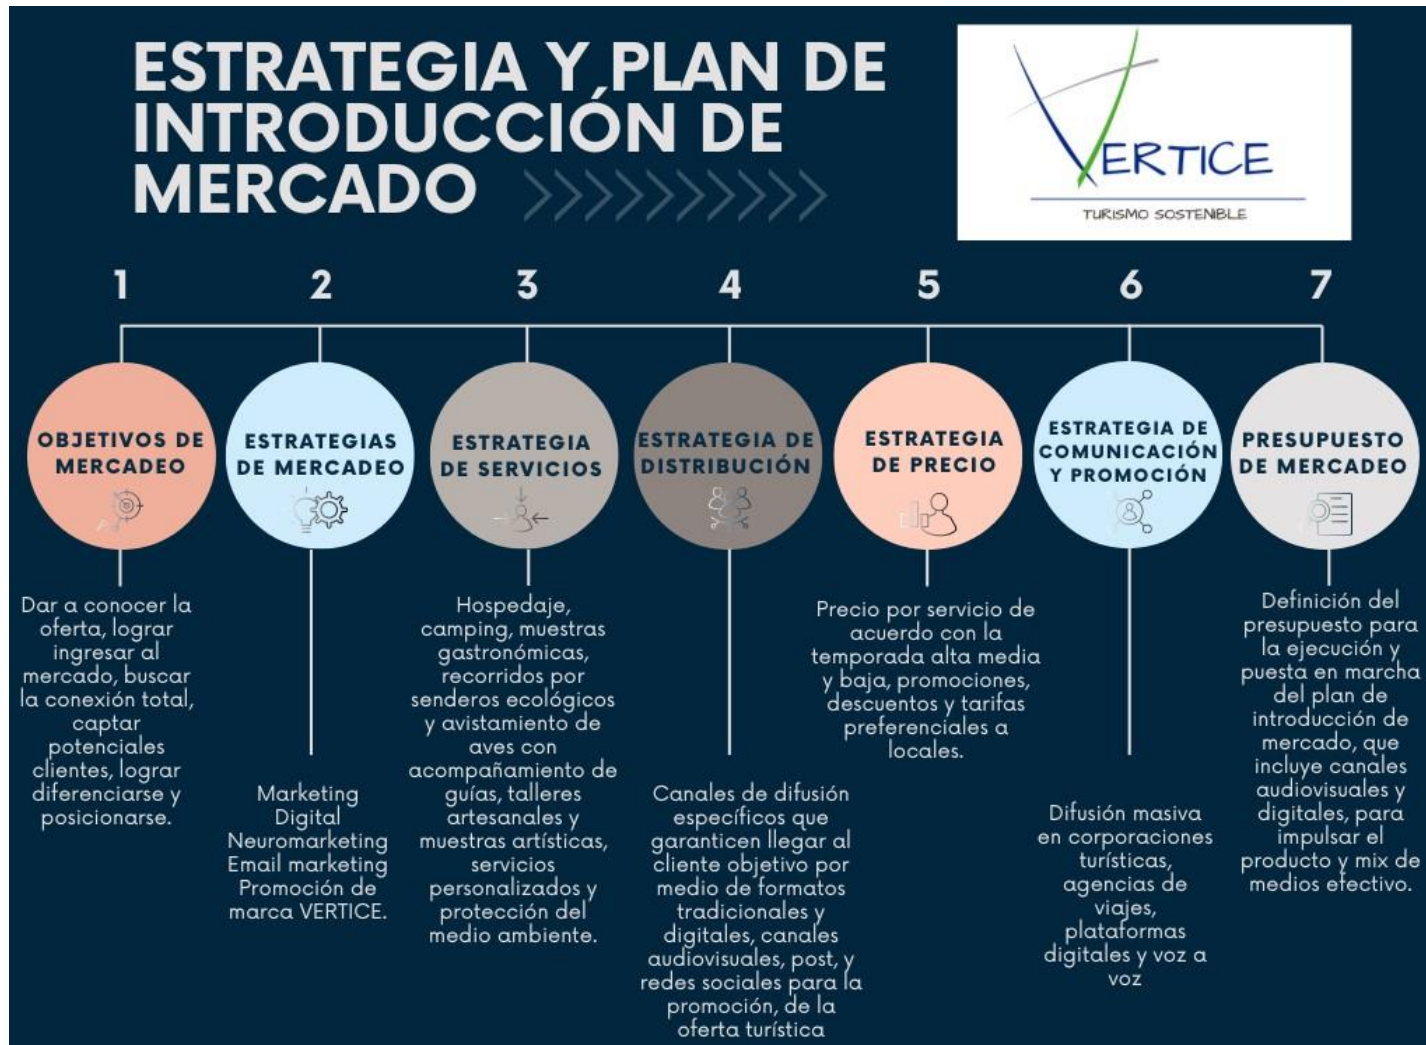 ESTRATEGIA Y PLAN DE
INTRODUCCIÓN DE
MERCADO
VERTICE
TURISMO SOSTENIBLE
1
2
3
4
5
6
7
OBJETIVOS DE
MERCADEO
Dar a conocer la
oferta, lograr
ingresar al
mercado, buscar
la conexión total,
captar
potenciales
clientes, lograr
diferenciarse y
posicionarse.
ESTRATEGIAS
DE MERCADEO
Marketing
Digital
Neuromarketing
Email marketing
Promoción de
marca VERTICE.
ESTRATEGIA
DE SERVICIOS
Hospedaje,
camping, muestras
gastronómicas,
recorridos por
senderos ecológicos
y avistamiento de
aves con
acompañamiento de
guías, talleres
artesanales y
muestras artísticas,
servicios
personalizados y
protección del
medio ambiente.
ESTRATEGIA DE
DISTRIBUCIÓN
Canales de difusión
específicos que
garanticen llegar al
cliente objetivo por
medio de formatos
tradicionales y
digitales, canales
audiovisuales, post, y
redes sociales para la
promoción, de la
oferta turística
ESTRATEGIA
DE PRECIO
Precio por servicio de
acuerdo con la
temporada alta media
y baja, promociones,
descuentos y tarifas
preferenciales a
locales.
ESTRATEGIA DE
COMUNICACIÓN
Y PROMOCIÓN
Difusión masiva
en corporaciones
turísticas,
agencias de
viajes,
plataformas
digitales y voz a
voz
PRESUPUESTO
DE MERCADEO
Definición del
presupuesto para
la ejecución y
puesta en marcha
del plan de
introducción de
mercado, que
incluye canales
audiovisuales y
digitales, para
impulsar el
producto y mix de
medios efectivo.